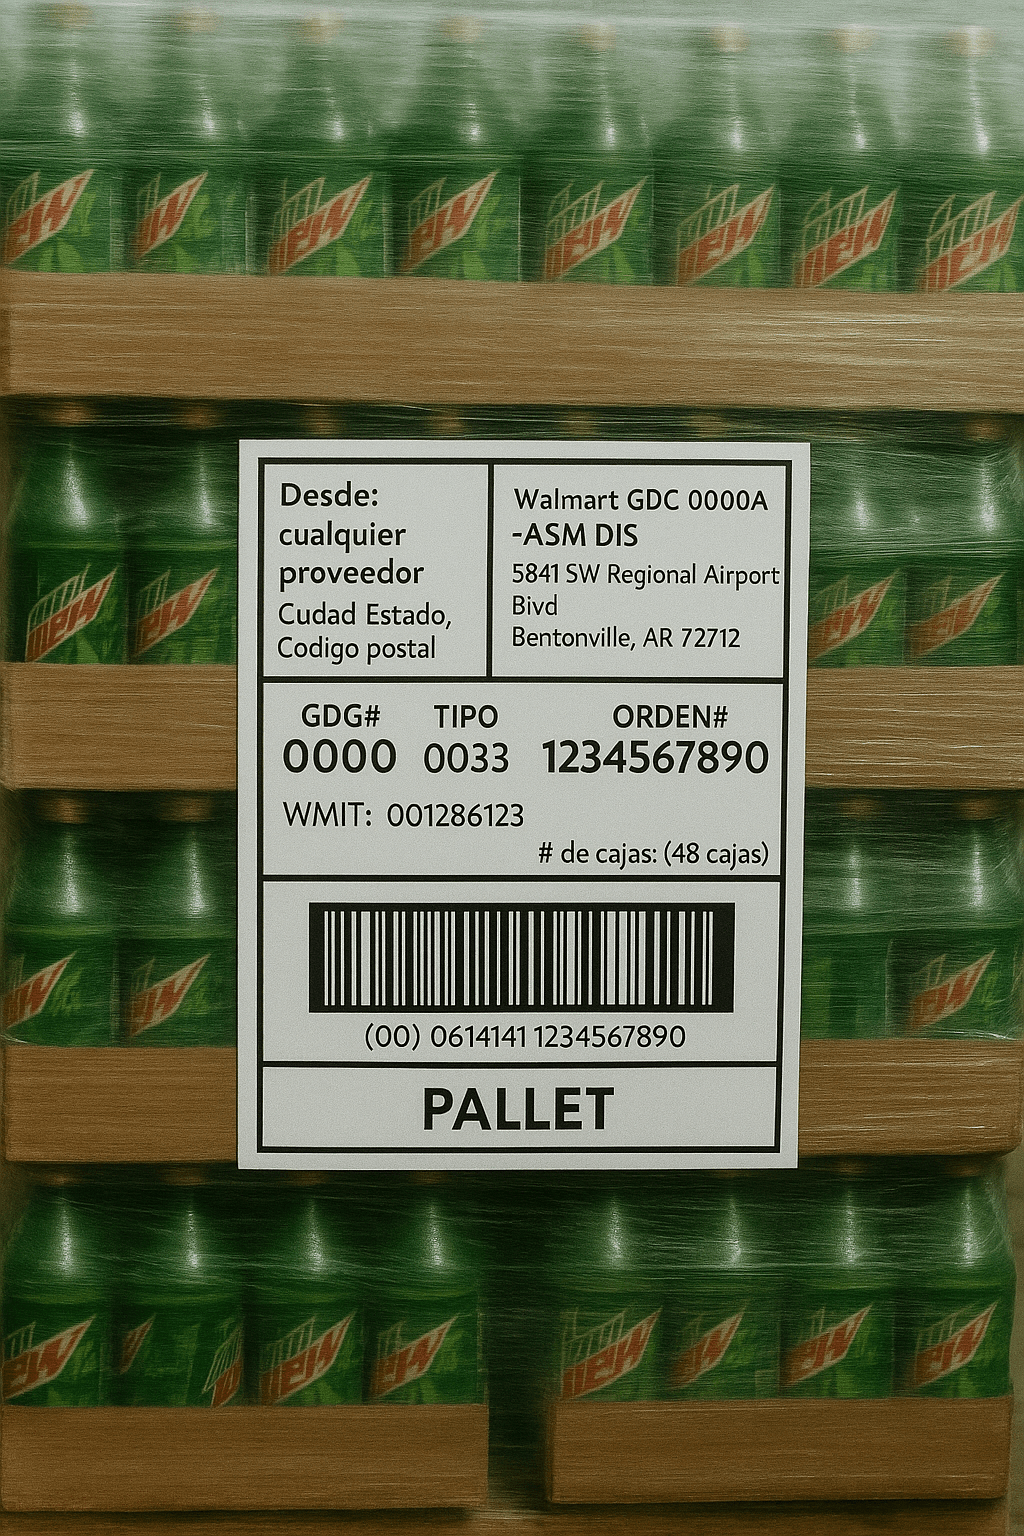 Desde:
cualquier
proveedor
Cudad Estado,
Codigo postal
Walmart GDC 0000A
-ASM DIS
5841 SW Regional Airport
Bivd
Bentonville, AR 72712
GDG# TIPO ORDEN#
0000 0033 1234567890
WMIT: 001286123
# de cajas: (48 cajas)
(00) 0614141 1234567890
PALLET